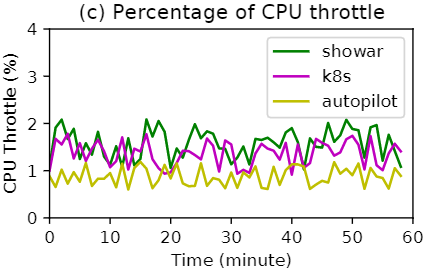 (c) Percentage of CPU throttle
CPU Throttle (%)
4
3
2
1
0
showar
k8s
autopilot
0 10 20 30 40 50 60
Time (minute)